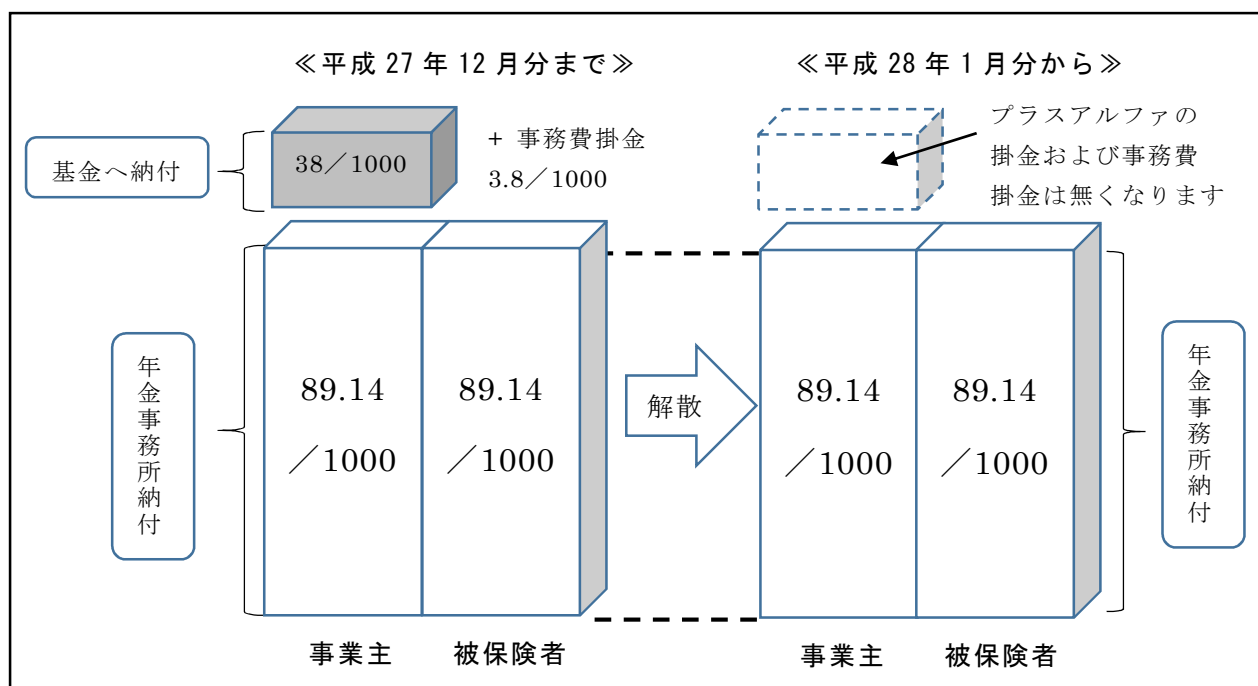 ≪平成 27 年 12 月分まで≫
基金へ納付
38／1000
+ 事務費掛金
3.8／1000
年金事務所納付
89.14
／1000
89.14
／1000
事業主
被保険者
解散
≪平成 28 年 1 月分から≫
プラスアルファの
掛金および事務費
掛金は無くなります
89.14
／1000
89.14
／1000
年金事務所納付
事業主
被保険者